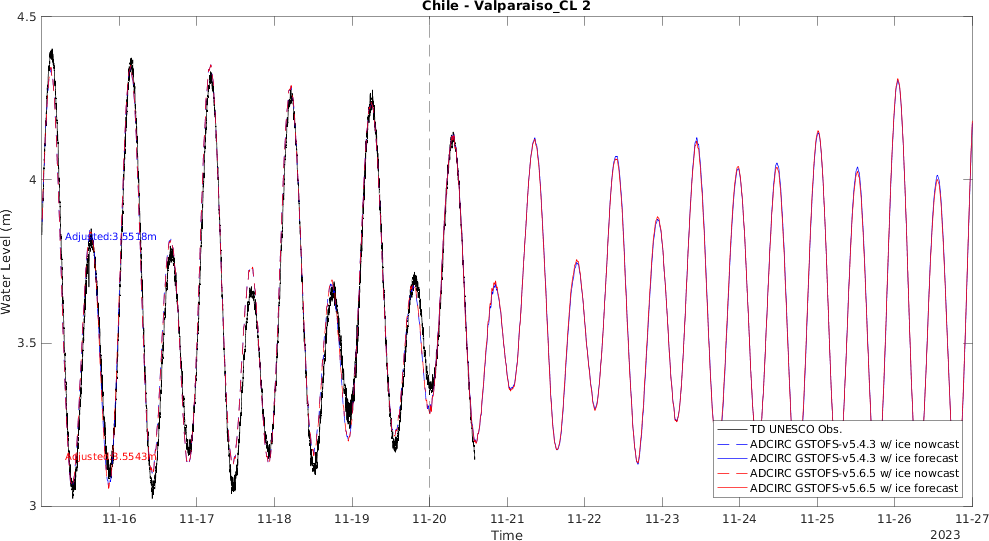 Chile - Valparaiso_CL 2
Water Level (m)
4.5
4
3.5
3
Adjusted:3.5518m
Adjusted:3.5543m
TD UNESCO Obs.
ADCIRC GSTOFS-v5.4.3 w/ ice nowcast
ADCIRC GSTOFS-v5.4.3 w/ ice forecast
ADCIRC GSTOFS-v5.6.5 w/ ice nowcast
ADCIRC GSTOFS-v5.6.5 w/ ice forecast
11-16 11-17 11-18 11-19 11-20 11-21 11-22 11-23 11-24 11-25 11-26 11-27
Time
2023